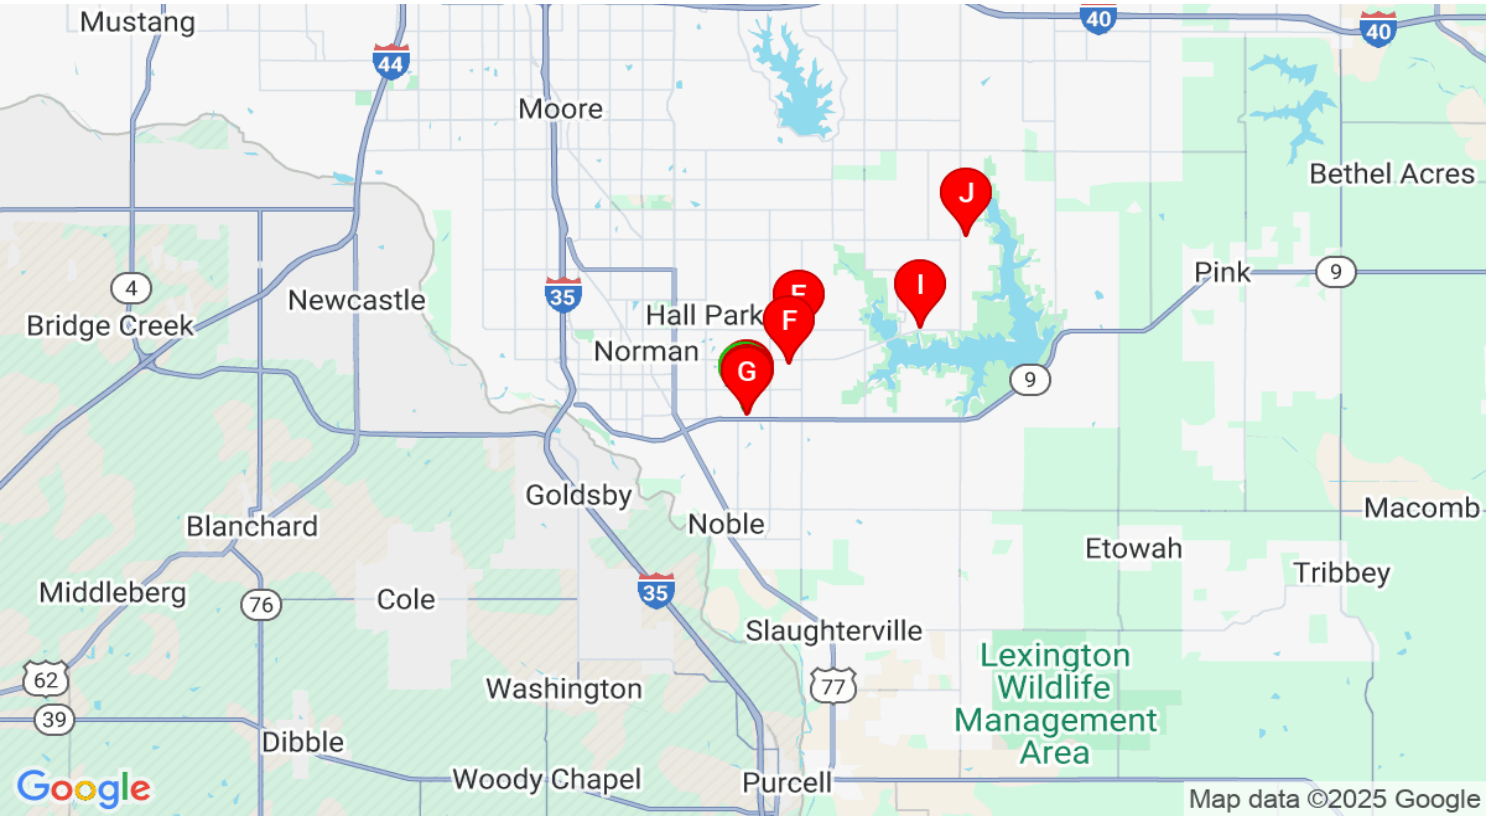 Mustang
40
40
44
Moore
Bethel Acres
J
Pink
9
4
I
35
Newcastle
F
Hall Park
Bridge Creek
Norman
G
9
Goldsby
Noble
Macomb
Blanchard
Etowah
Tribbey
Middleberg
76
Cole
35
Slaughterville
Lexington
Wildlife
Management
Area
62
77
Washington
39
Dibble
Woody Chapel
Purcell
Google
Map data ©2025 Google